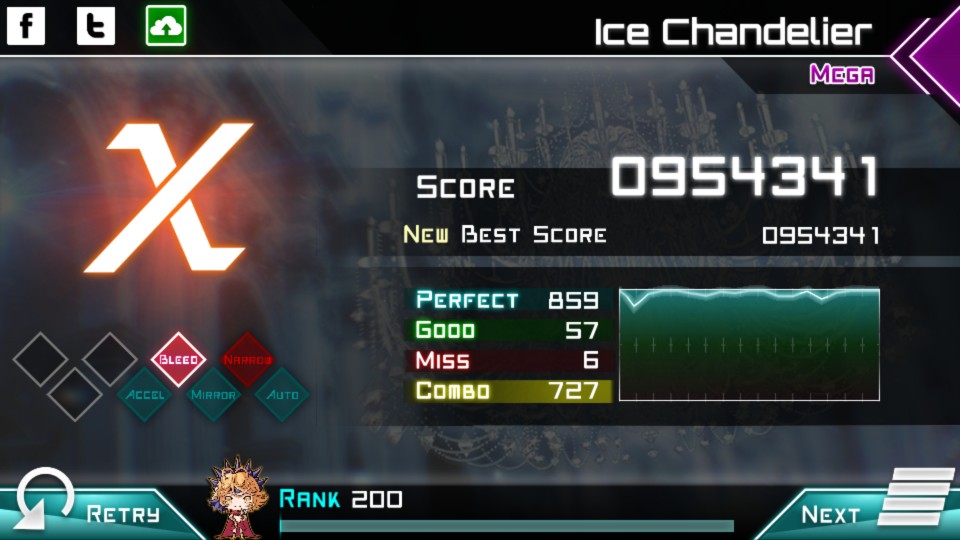 f t
Ice Chandelier
Mega
X
Score 0954341
New Best Score 0954341
Perfect 859
Good 57
Miss 6
Combo 727
Bleed Narrow
Accel Mirror Auto
Retry
Rank 200
Next